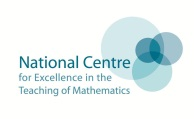 National Centre
for Excellence in the
Teaching of Mathematics